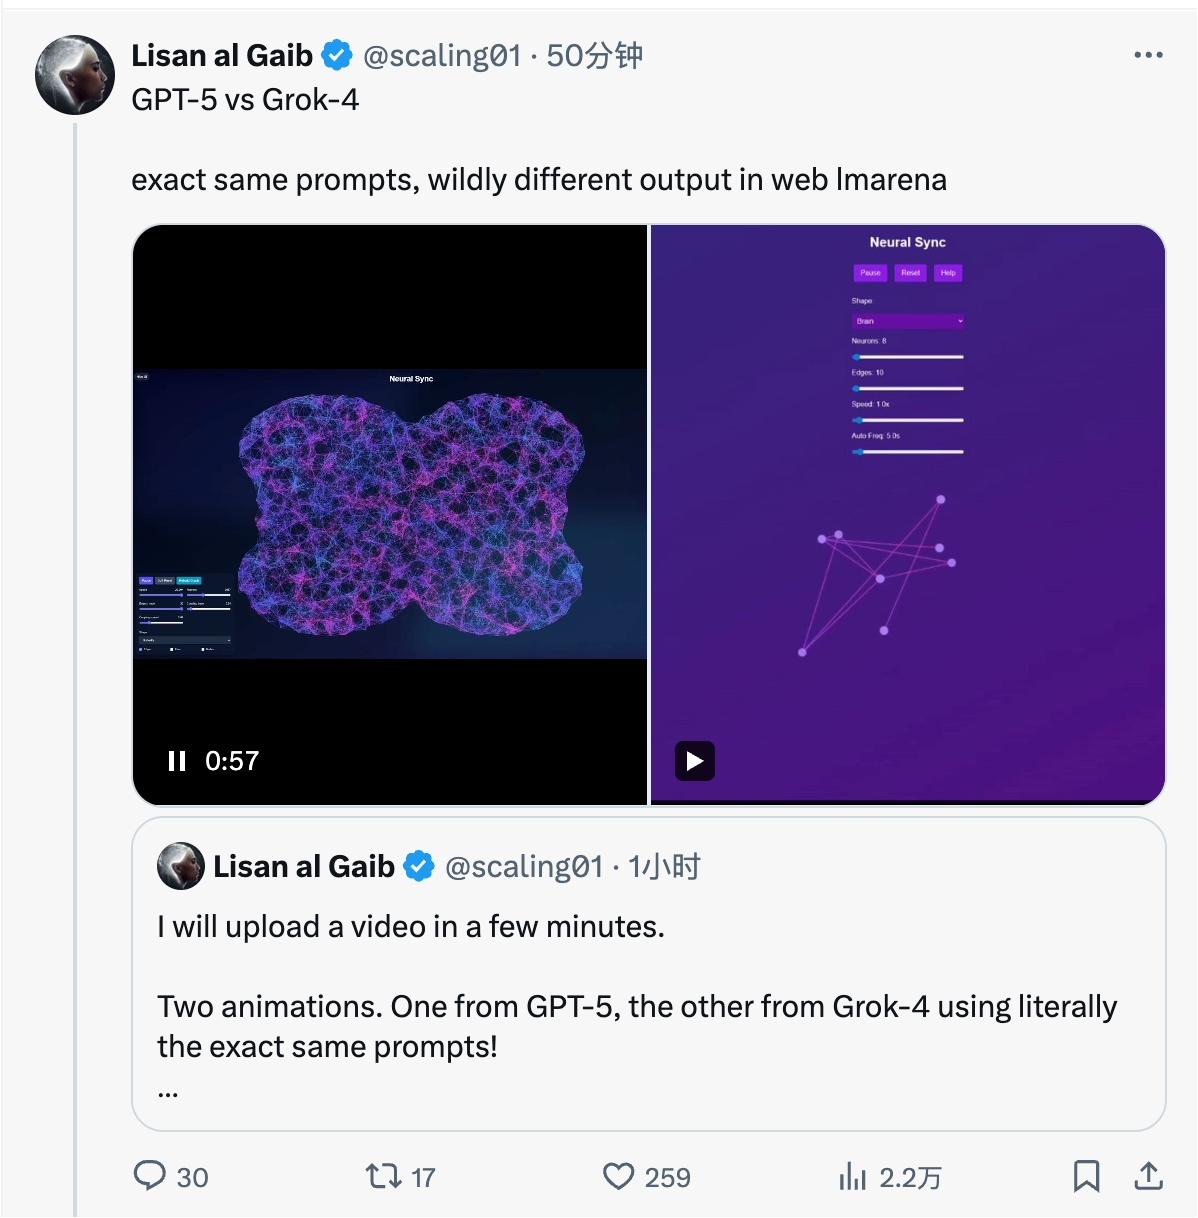 Lisan al Gaib @scaling01 · 50分钟
GPT-5 vs Grok-4
exact same prompts, wildly different output in web lmarena
Neural Sync
Pause
0:57
Neural Sync
Pause Reset Help
Shape:
Brain
Neurons: 8
Edges: 10
Speed: 1.0x
Auto Freq: 5.0s
Lisan al Gaib @scaling01 · 1小时
I will upload a video in a few minutes.
Two animations. One from GPT-5, the other from Grok-4 using literally
the exact same prompts!
...
30 17 259 2.2万